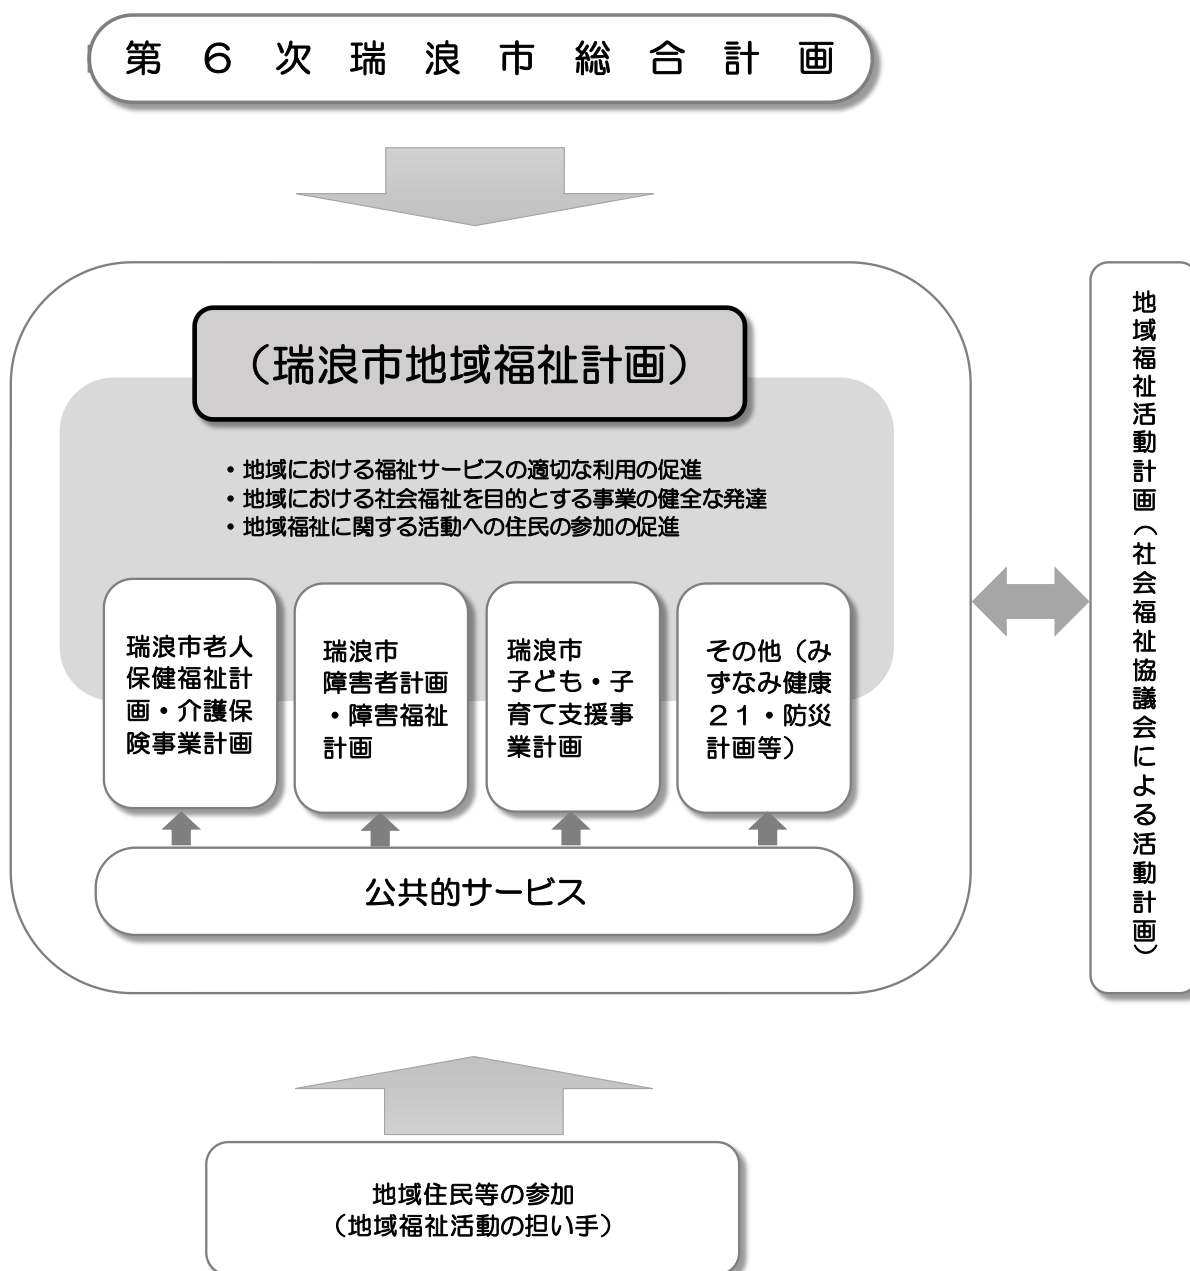 第６次瑞浪市総合計画
（瑞浪市地域福祉計画）
・地域における福祉サービスの適切な利用の促進
・地域における社会福祉を目的とする事業の健全な発達
・地域福祉に関する活動への住民の参加の促進
瑞浪市老人
保健福祉計
画・介護保
険事業計画
瑞浪市
障害者計画
・障害福祉
計画
瑞浪市
子ども・子
育て支援事
業計画
その他（み
ずなみ健康
２１・防災
計画等）
公共的サービス
地域福祉活動計画（社会福祉協議会による活動計画）
地域住民等の参加
（地域福祉活動の担い手）